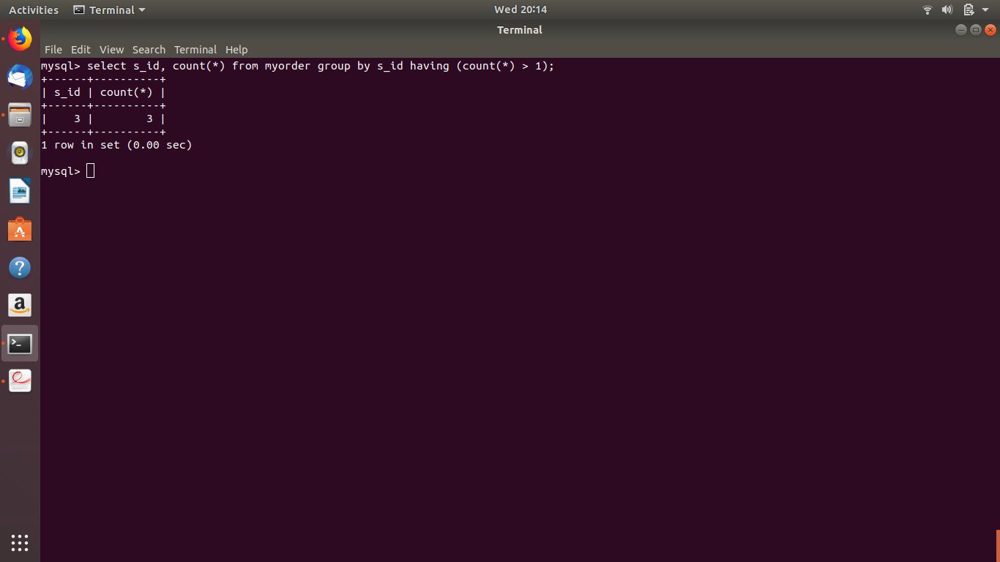 Activities Terminal Wed 20:14
Terminal
File Edit View Search Terminal Help
mysql> select s_id, count(*) from myorder group by s_id having (count(*) > 1);
+------+----------+
| s_id | count(*) |
+------+----------+
|    3 |        3 |
+------+----------+
1 row in set (0.00 sec)
mysql>